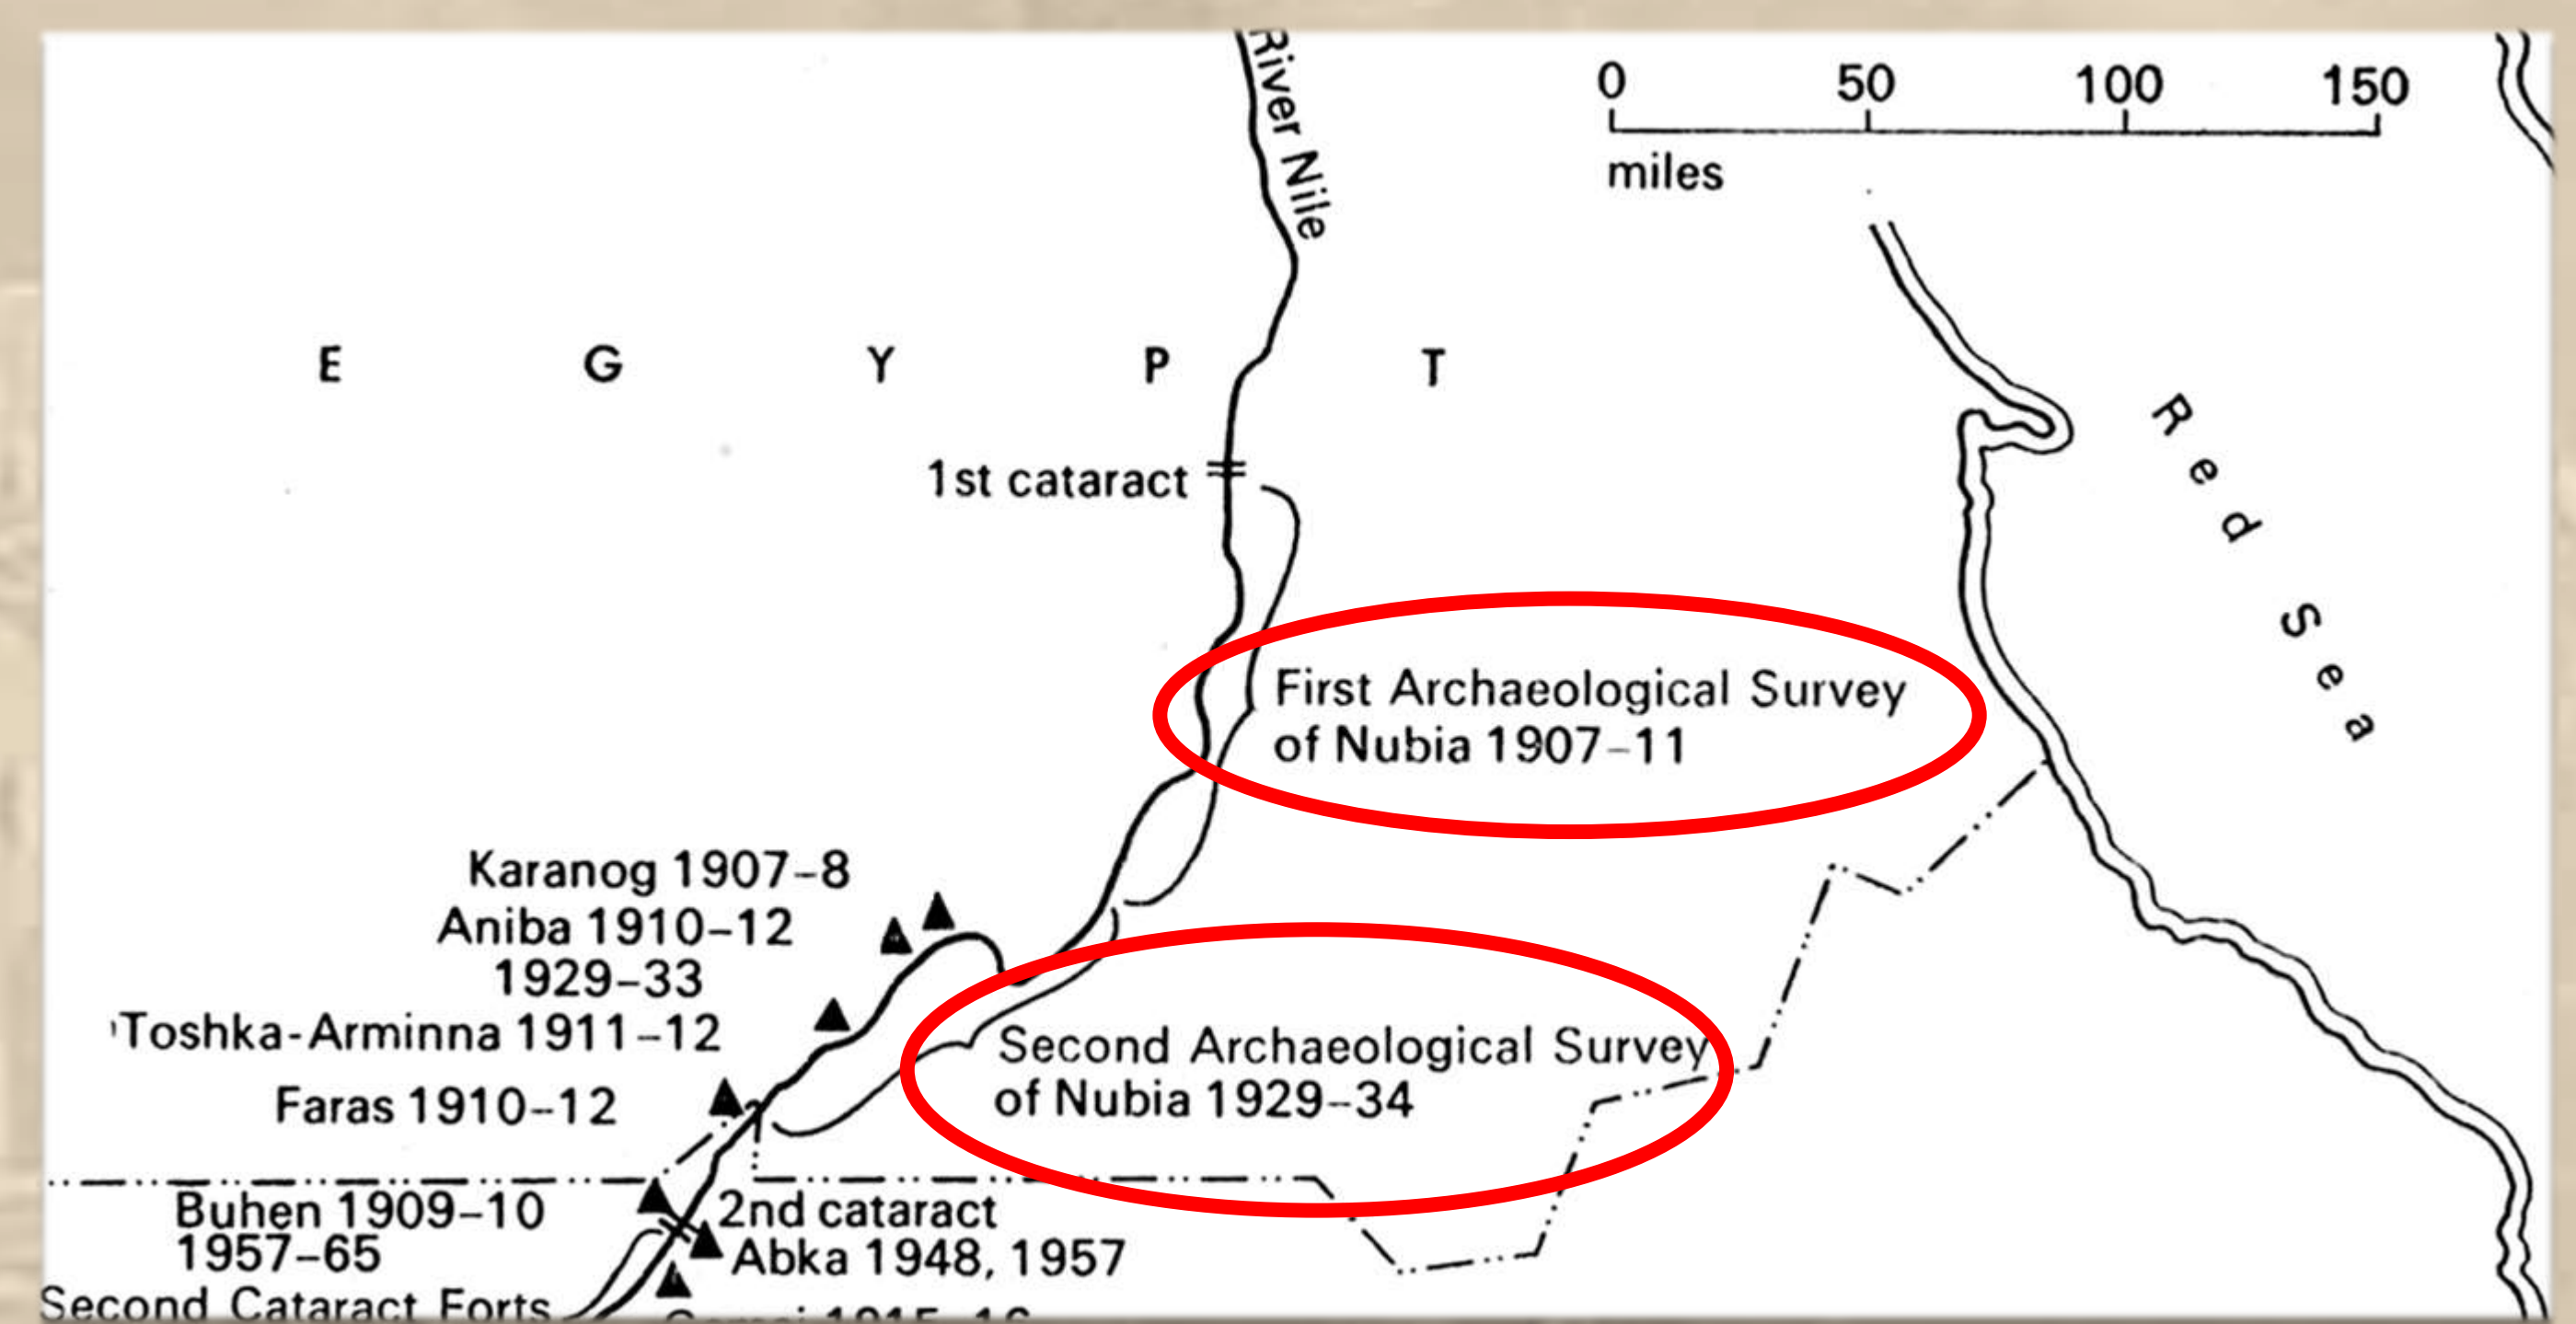 River Nile
0 50 100 150
miles
E G Y P T
Red Sea
1st cataract
First Archaeological Survey
of Nubia 1907–11
Karanog 1907–8
Aniba 1910–12
1929–33
Toshka-Arminna 1911–12
Second Archaeological Survey
of Nubia 1929–34
Faras 1910–12
Buhen 1909–10
1957–65
2nd cataract
Abka 1948, 1957
Second Cataract Forts